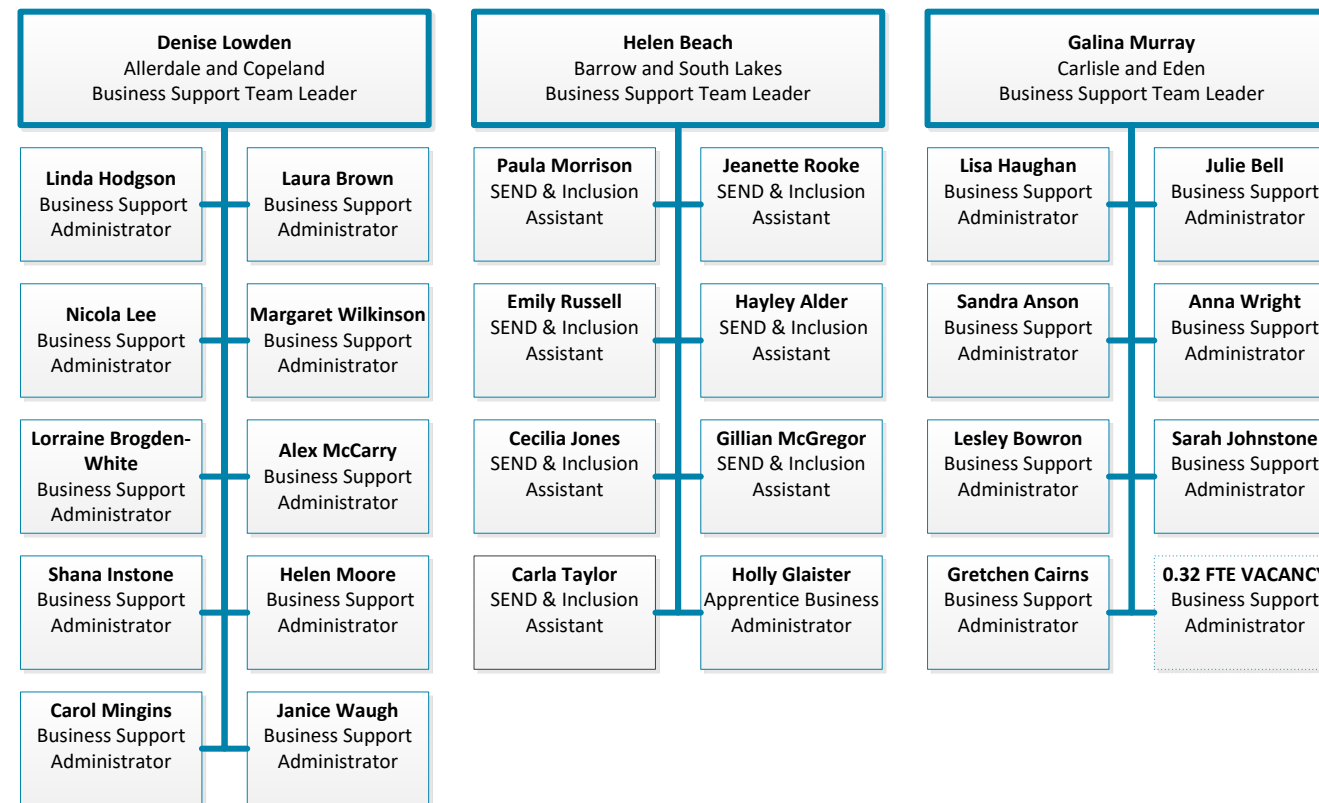 Denise Lowden
Allerdale and Copeland
Business Support Team Leader
Linda Hodgson
Business Support
Administrator
Laura Brown
Business Support
Administrator
Nicola Lee
Business Support
Administrator
Margaret Wilkinson
Business Support
Administrator
Lorraine Brogden-
White
Business Support
Administrator
Alex McCarry
Business Support
Administrator
Shana Instone
Business Support
Administrator
Helen Moore
Business Support
Administrator
Carol Mingins
Business Support
Administrator
Janice Waugh
Business Support
Administrator
Helen Beach
Barrow and South Lakes
Business Support Team Leader
Paula Morrison
SEND & Inclusion
Assistant
Jeanette Rooke
SEND & Inclusion
Assistant
Emily Russell
SEND & Inclusion
Assistant
Hayley Alder
SEND & Inclusion
Assistant
Cecilia Jones
SEND & Inclusion
Assistant
Gillian McGregor
SEND & Inclusion
Assistant
Carla Taylor
SEND & Inclusion
Assistant
Holly Glaister
Apprentice Business
Administrator
Galina Murray
Carlisle and Eden
Business Support Team Leader
Lisa Haughan
Business Support
Administrator
Julie Bell
Business Support
Administrator
Sandra Anson
Business Support
Administrator
Anna Wright
Business Support
Administrator
Lesley Bowron
Business Support
Administrator
Sarah Johnstone
Business Support
Administrator
Gretchen Cairns
Business Support
Administrator
0.32 FTE VACANCY
Business Support
Administrator